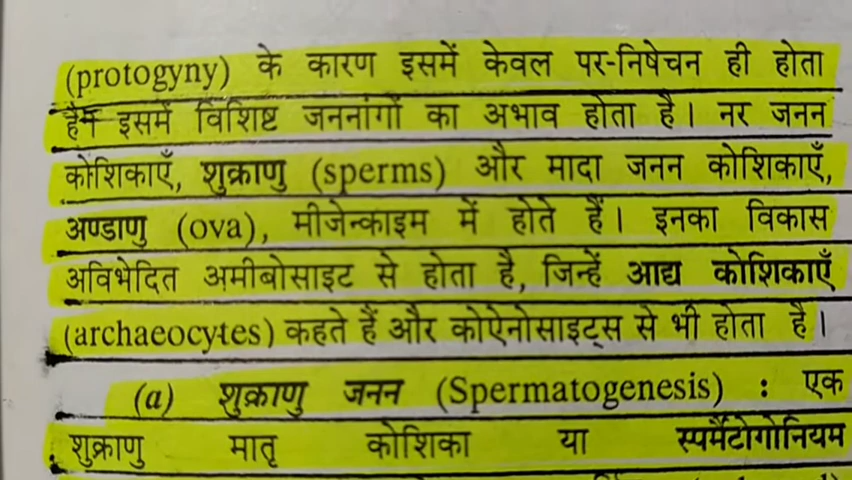 (protogyny) के कारण इसमें केवल पर-निषेचन ही होता
है। इसमें विशिष्ट जननांगों का अभाव होता है। नर जनन
कोशिकाएँ, शुक्राणु (sperms) और मादा जनन कोशिकाएँ,
अण्डाणु (ova), मीजेन्काइम में होते हैं। इनका विकास
अविभेदित अमीबोसाइट से होता है, जिन्हें आद्य कोशिकाएँ
(archaeocytes) कहते हैं और कोऐनोसाइट्स से भी होता है।
(a) शुक्राणु जनन (Spermatogenesis) : एक
शुक्राणु मातृ कोशिका या स्पर्मैटोगोनियम